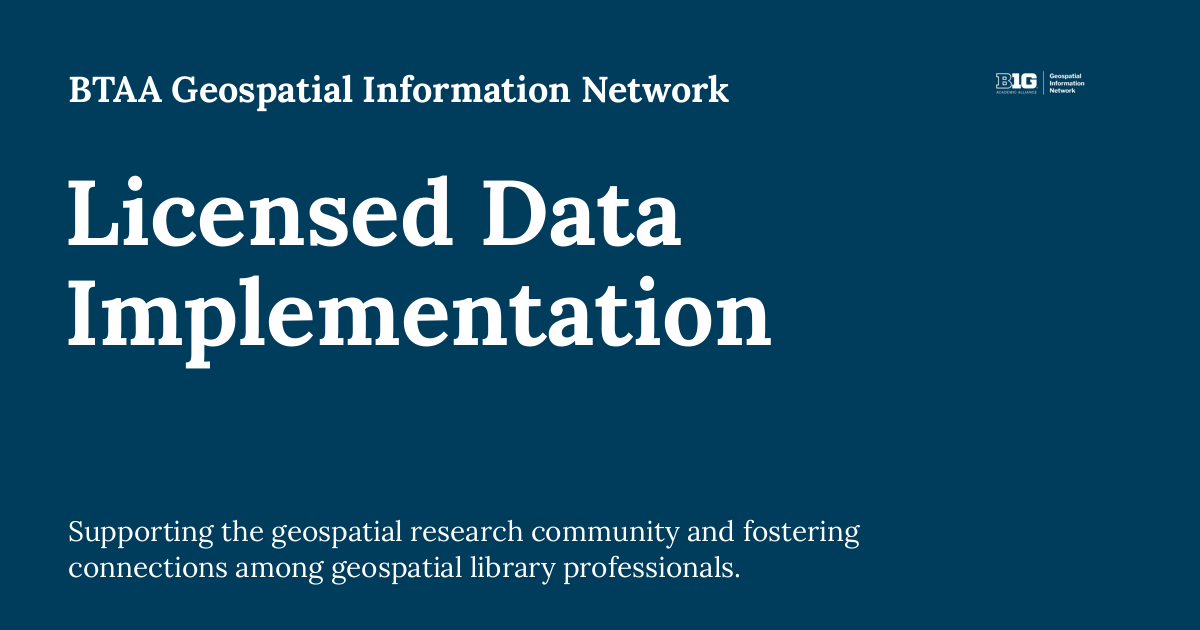 BTAA Geospatial Information Network
B1G
ACADEMIC ALLIANCE
Geospatial
Information
Network
Licensed Data
Implementation
Supporting the geospatial research community and fostering
connections among geospatial library professionals.